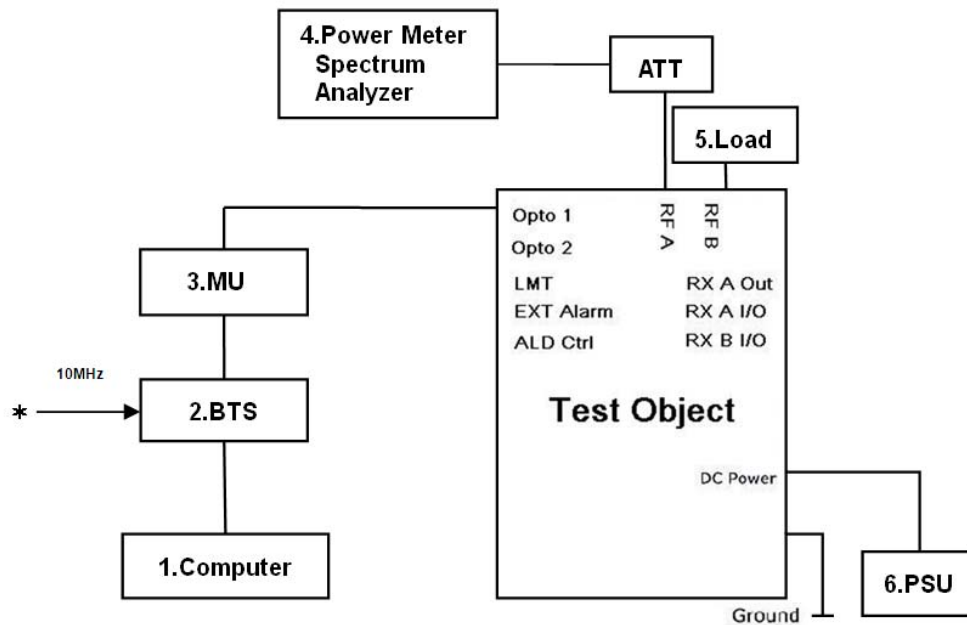 4.Power Meter
Spectrum
Analyzer
ATT
5.Load
Opto 1
Opto 2
LMT
EXT Alarm
ALD Ctrl
RF A
RF B
RX A Out
RX A I/O
RX B I/O
3.MU
10MHz
*
2.BTS
Test Object
DC Power
1.Computer
6.PSU
Ground